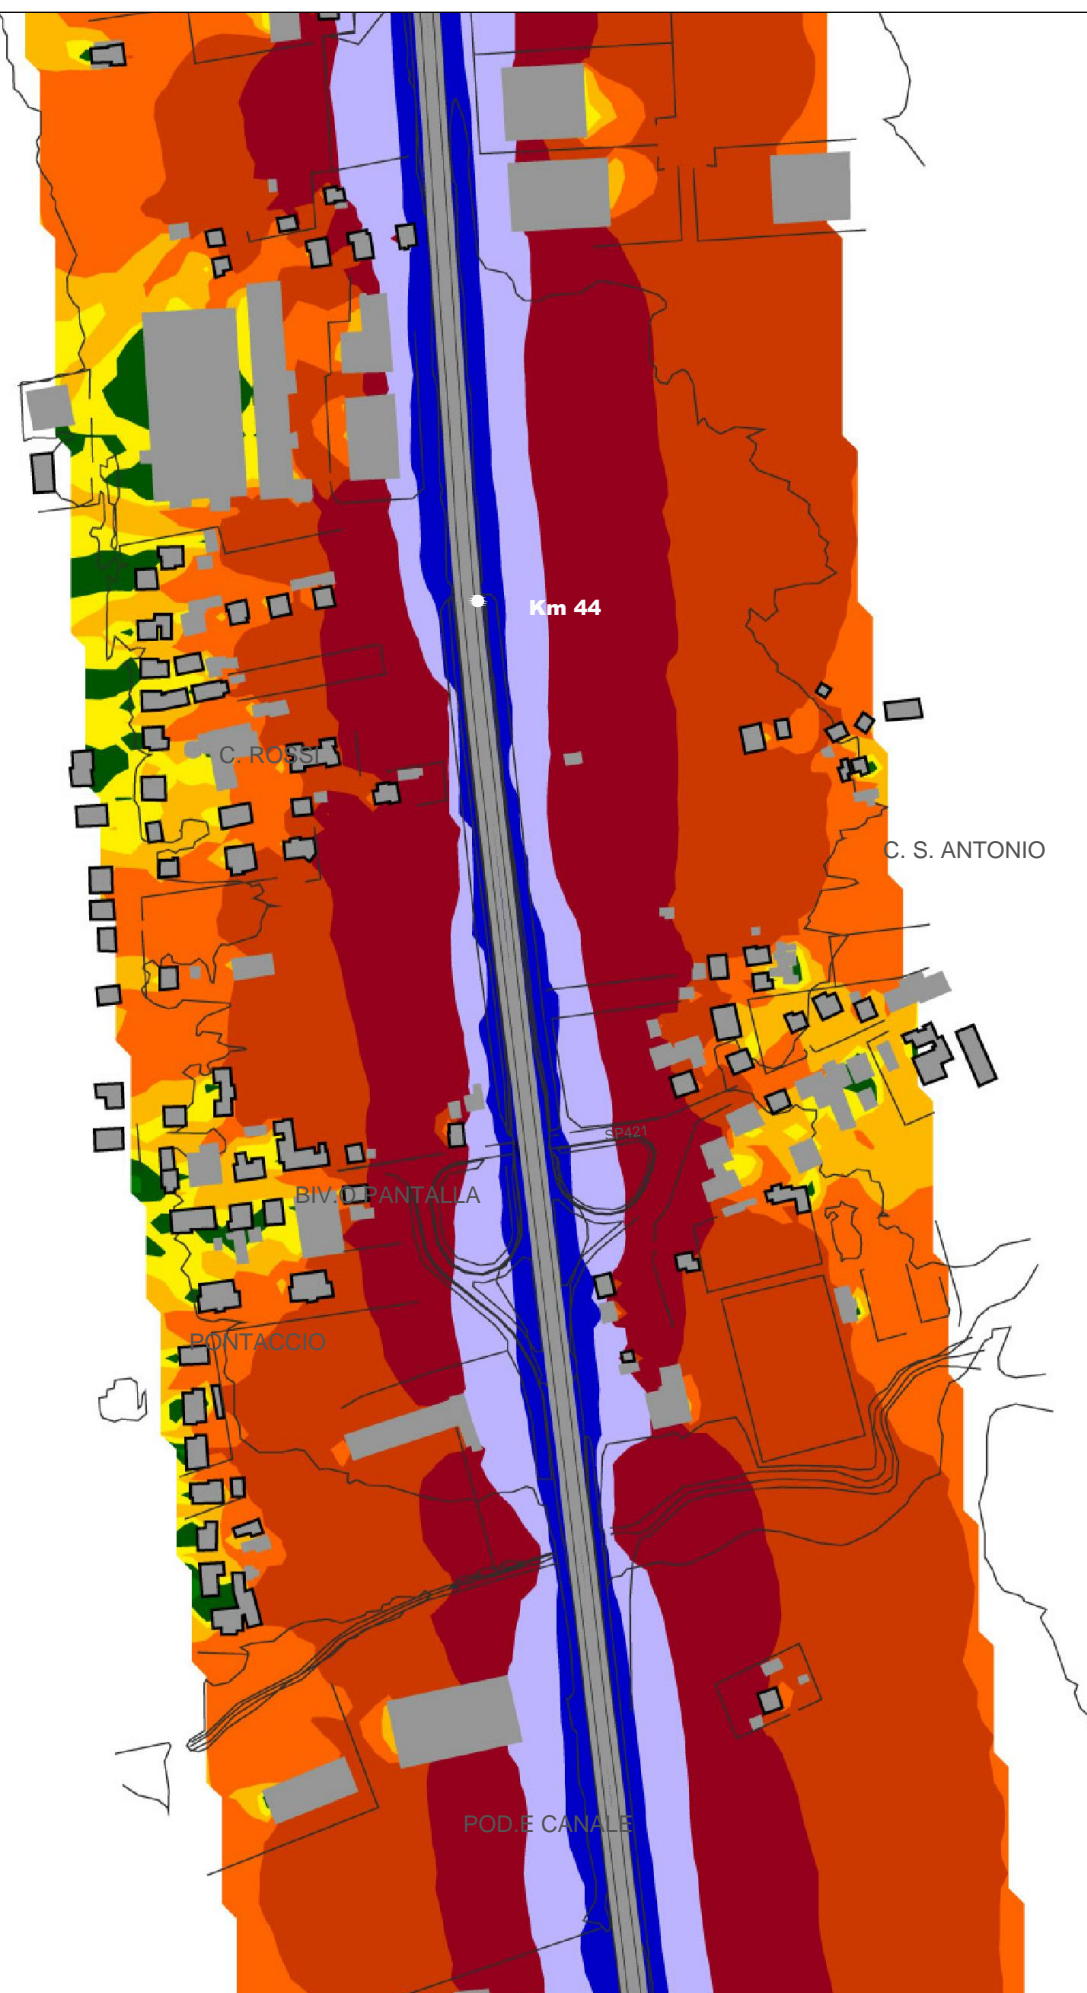 Km 44
C. ROSSI
C. S. ANTONIO
SP421
BIV.O PANTALLA
PONTACCIO
POD.E CANALE